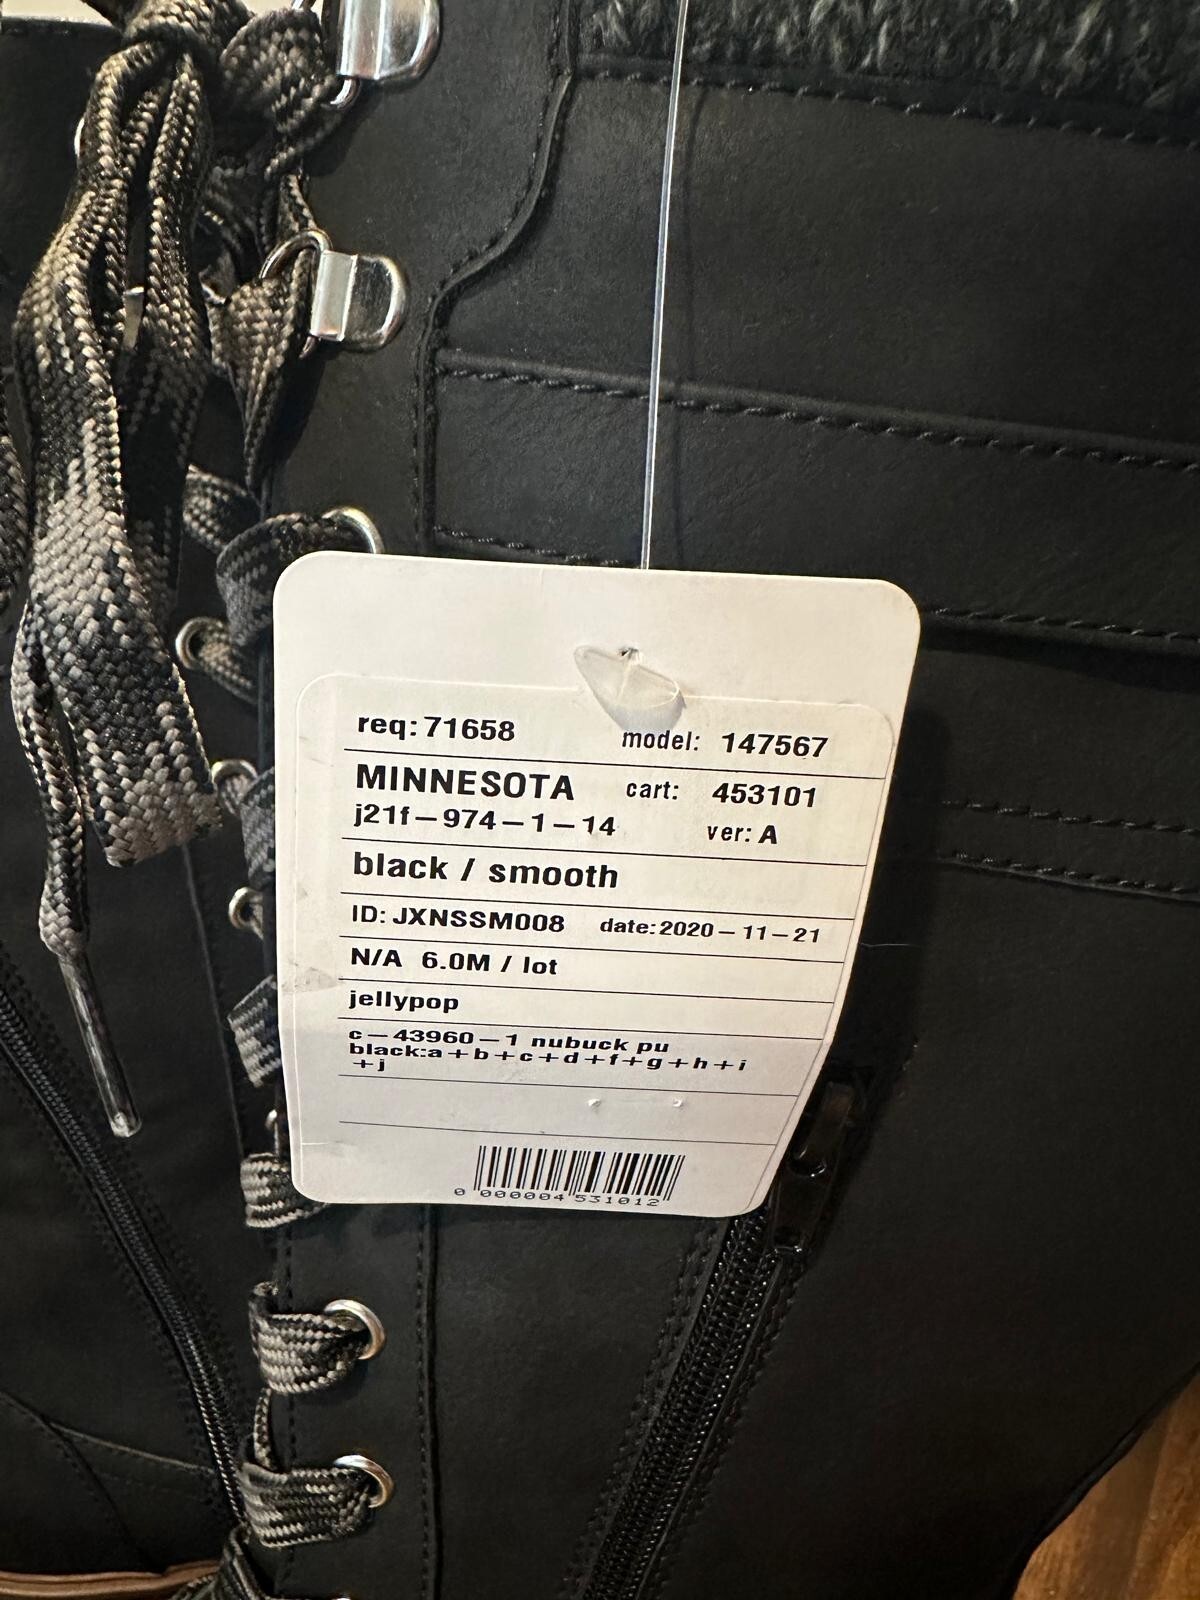 req: 71658 model: 147567
MINNESOTA cart: 453101
j21f-974-1-14 ver: A
black / smooth
ID: JXNSSM008 date: 2020-11-21
N/A 6.0M / lot
jellypop
c-43960-1 nubuck pu
black:a+b+c+d+f+g+h+i
+j
0 000004 531012